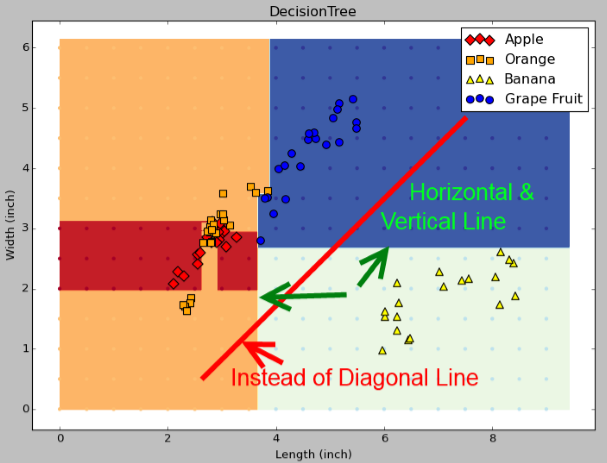 DecisionTree
Apple
Orange
Banana
Grape Fruit
Width (inch)
6
5
4
3
2
1
0
Horizontal &
Vertical Line
Instead of Diagonal Line
0
2
4
6
8
Length (inch)